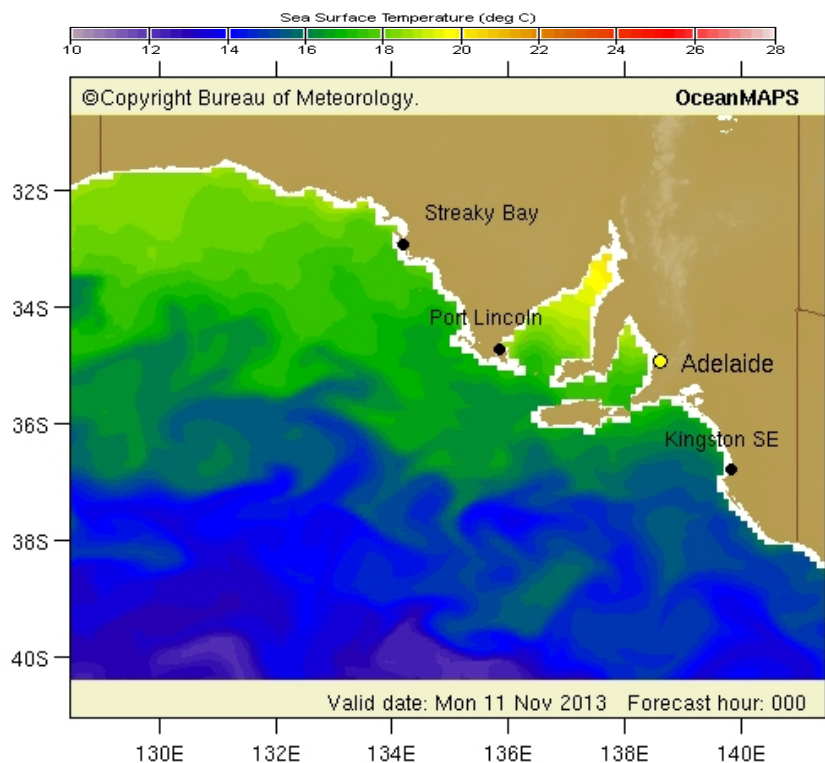 Sea Surface Temperature (deg C)
10 12 14 16 18 20 22 24 26 28
©Copyright Bureau of Meteorology. OceanMAPS
32S
Streaky Bay
34S
Port Lincoln
Adelaide
36S
Kingston SE
38S
40S
Valid date: Mon 11 Nov 2013 Forecast hour: 000
130E 132E 134E 136E 138E 140E